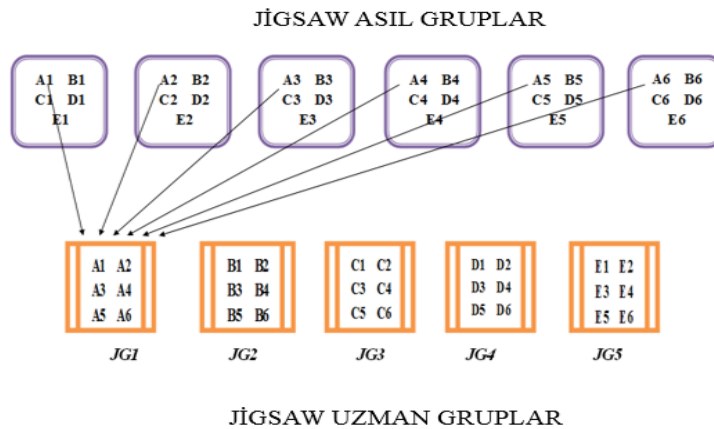 JİGSAW ASIL GRUPLAR
A1 B1
C1 D1
E1
A2 B2
C2 D2
E2
A3 B3
C3 D3
E3
A4 B4
C4 D4
E4
A5 B5
C5 D5
E5
A6 B6
C6 D6
E6
A1 A2
A3 A4
A5 A6
JG1
B1 B2
B3 B4
B5 B6
JG2
C1 C2
C3 C4
C5 C6
JG3
D1 D2
D3 D4
D5 D6
JG4
E1 E2
E3 E4
E5 E6
JG5
JİGSAW UZMAN GRUPLAR